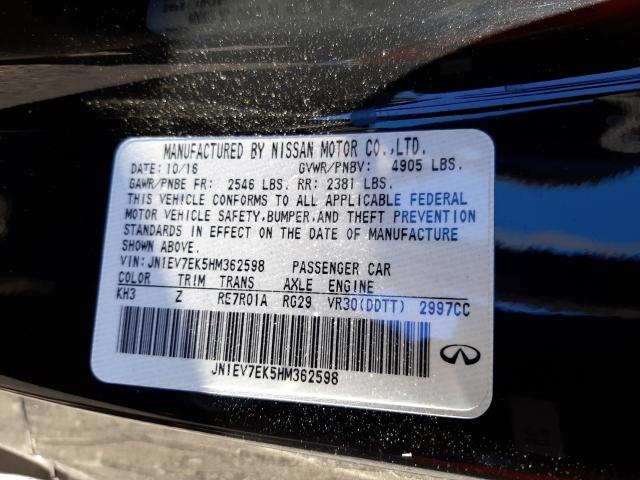 MANUFACTURED BY NISSAN MOTOR CO.,LTD.
DATE:10/16 GVWR/PNBV: 4905 LBS.
GAWR/PNBE FR: 2546 LBS. RR: 2381 LBS.
THIS VEHICLE CONFORMS TO ALL APPLICABLE FEDERAL
MOTOR VEHICLE SAFETY,BUMPER,AND THEFT PREVENTION
STANDARDS IN EFFECT ON THE DATE OF MANUFACTURE
SHOWN ABOVE.
VIN:JN1EV7EK5HM362598 PASSENGER CAR
COLOR TRIM TRANS AXLE ENGINE
KH3 Z RE7R01A RG29 VR30(DDTT) 2997CC
JN1EV7EK5HM362598